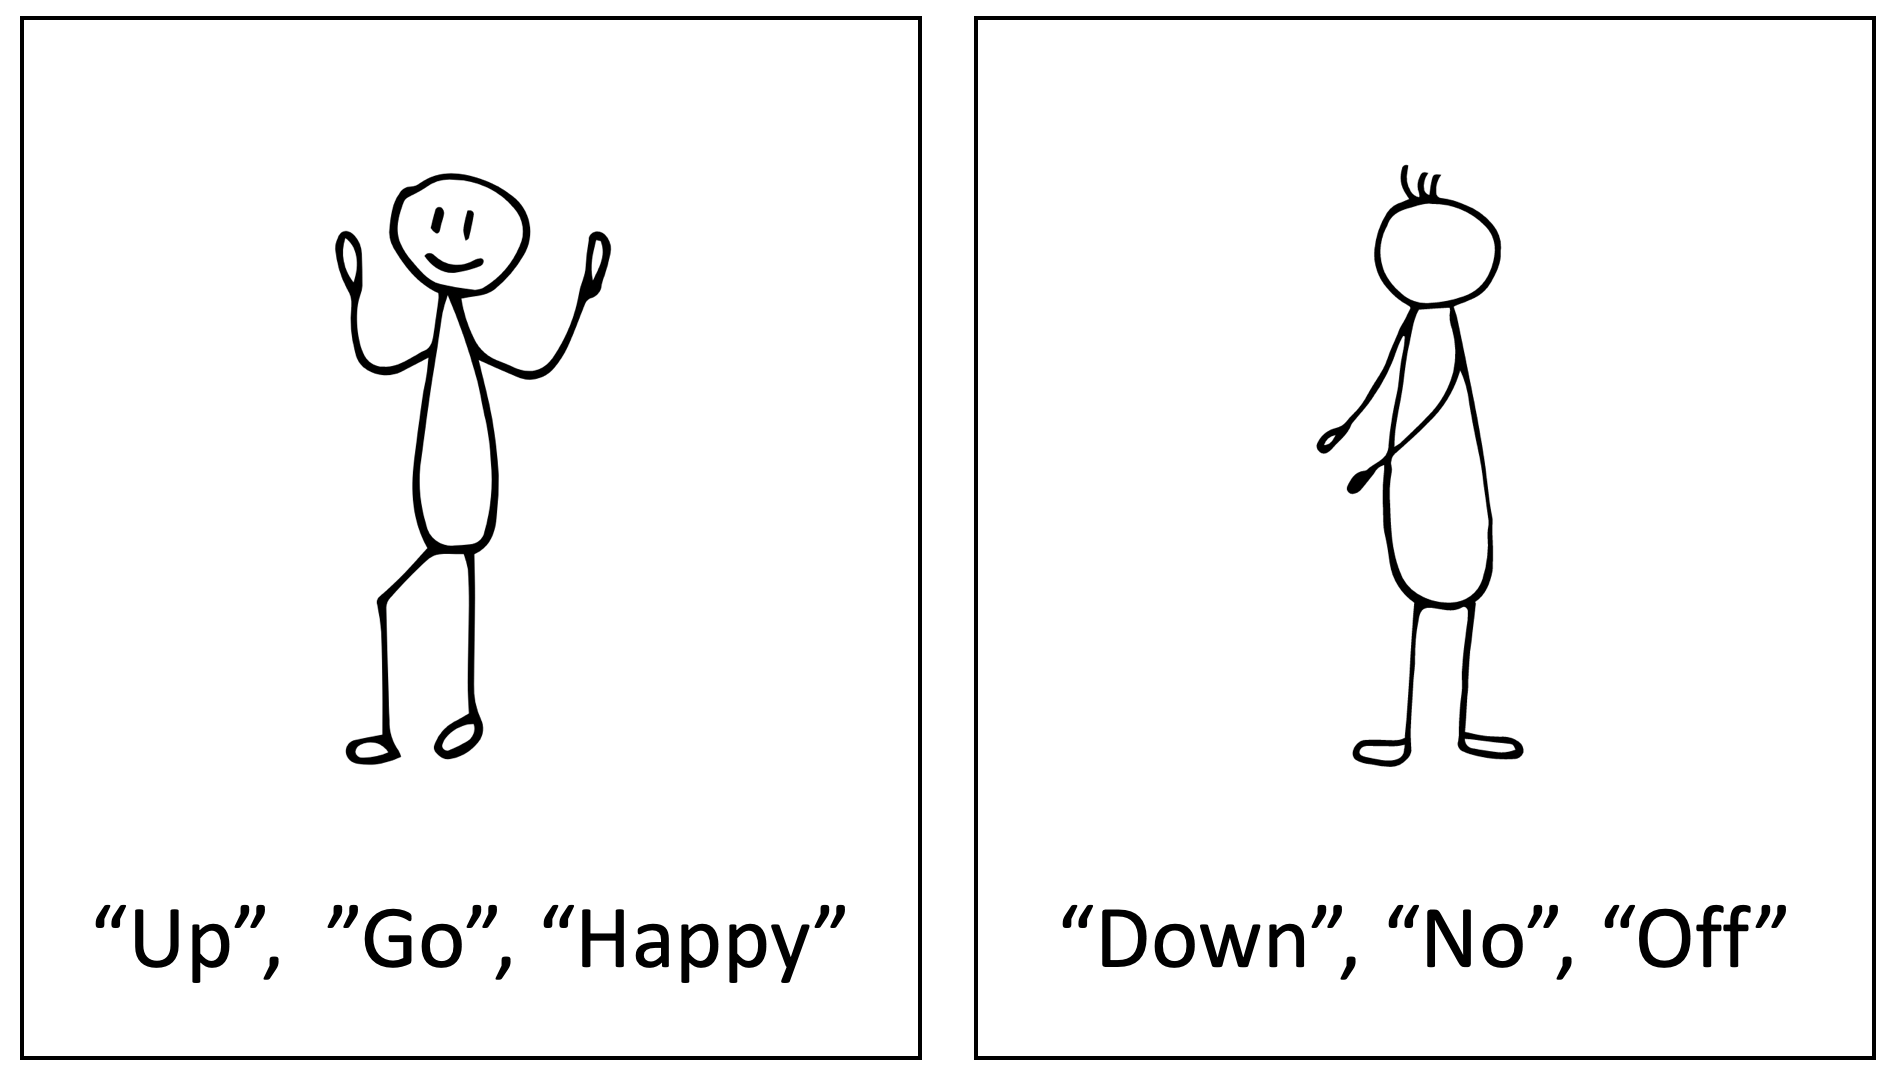 “Up”, ”Go”, “Happy”
“Down”, “No”, “Off”